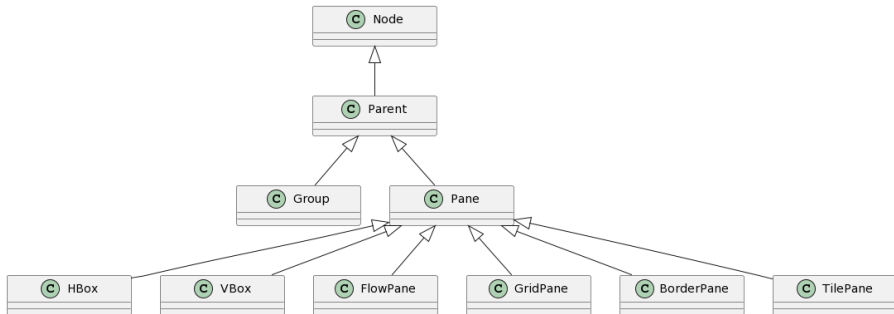 C Node
C Parent
C Group C Pane
C HBox C VBox C FlowPane C GridPane C BorderPane C TilePane